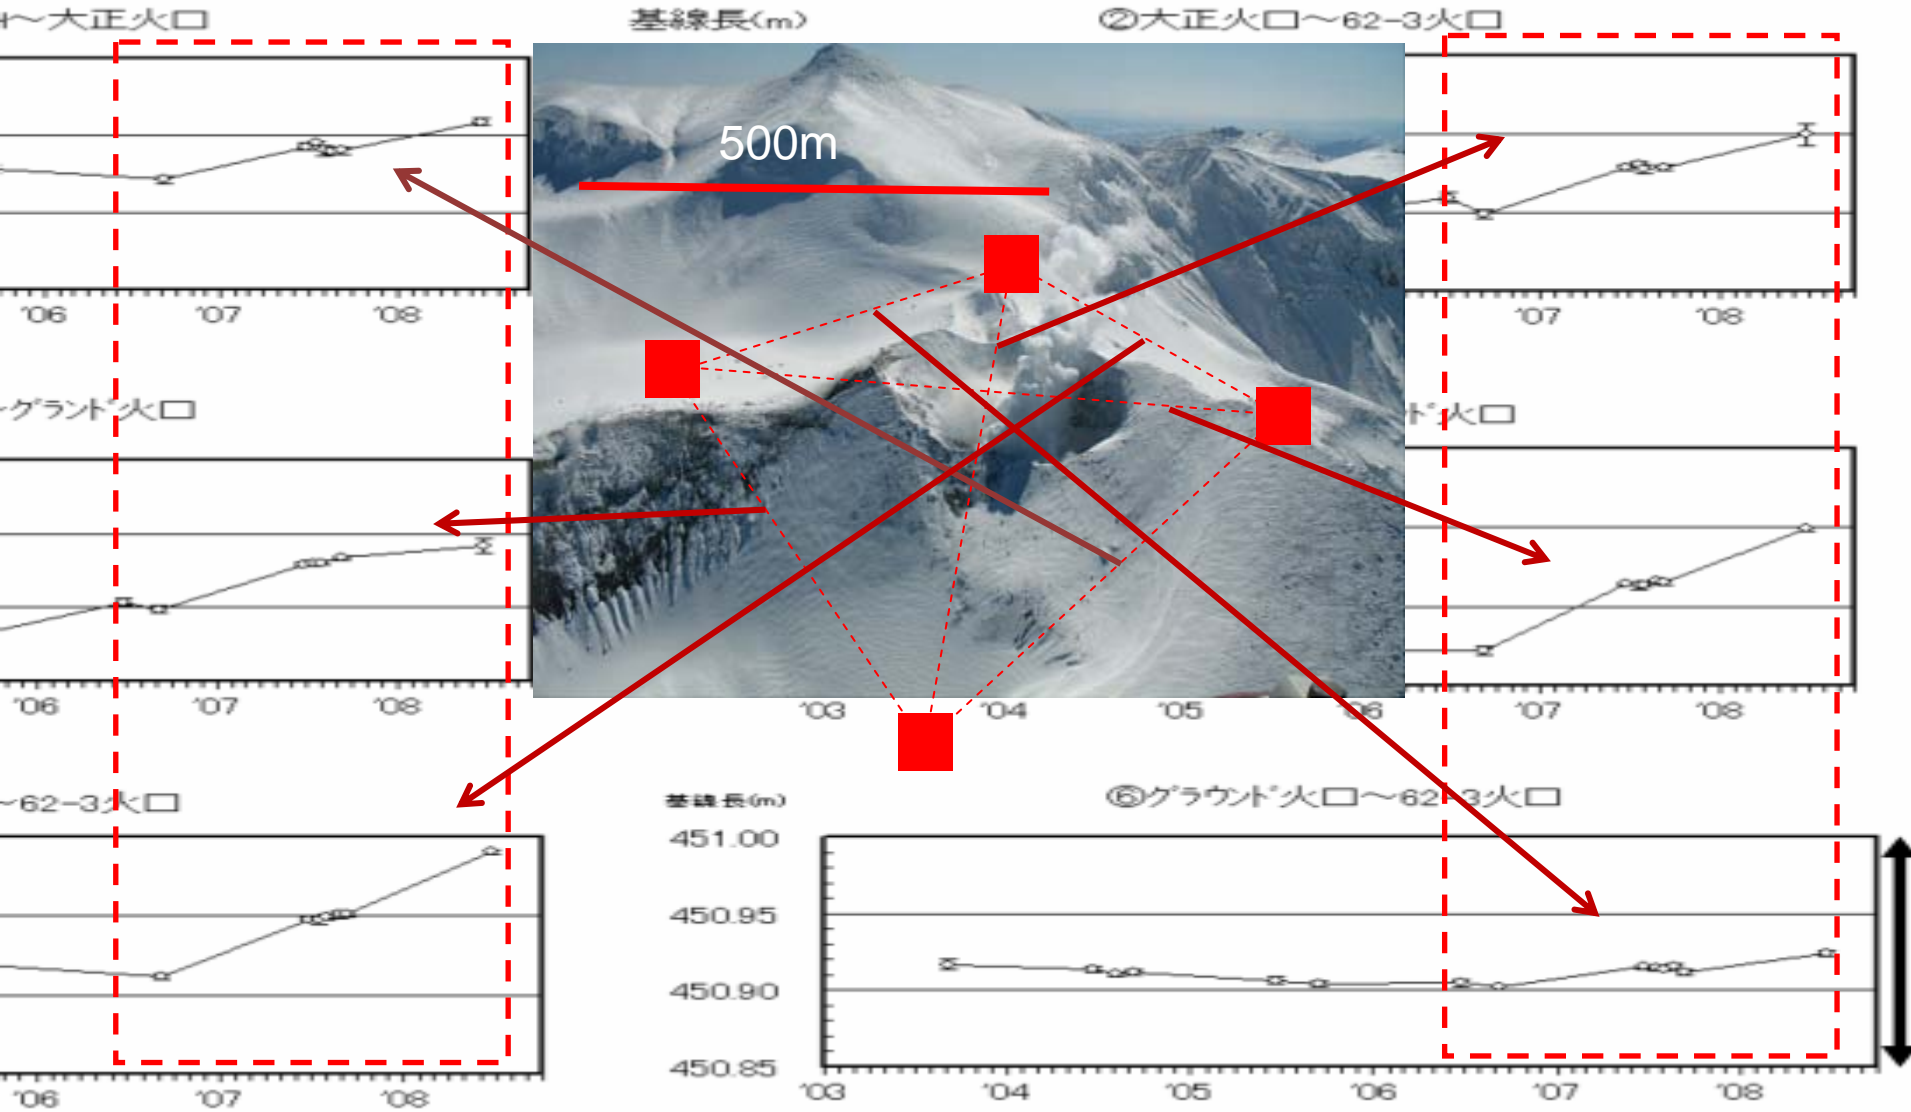 ～大正火口
基線長(m)
②大正火口～62-3火口
500m
'06 '07 '08
'07 '08
グランド火口
ド火口
'06 '07 '08
'03 '04 '05 '06 '07 '08
～62-3火口
基線長(m)
⑥グラウンド火口～62-3火口
451.00
450.95
450.90
450.85
'06 '07 '08
'03 '04 '05 '06 '07 '08